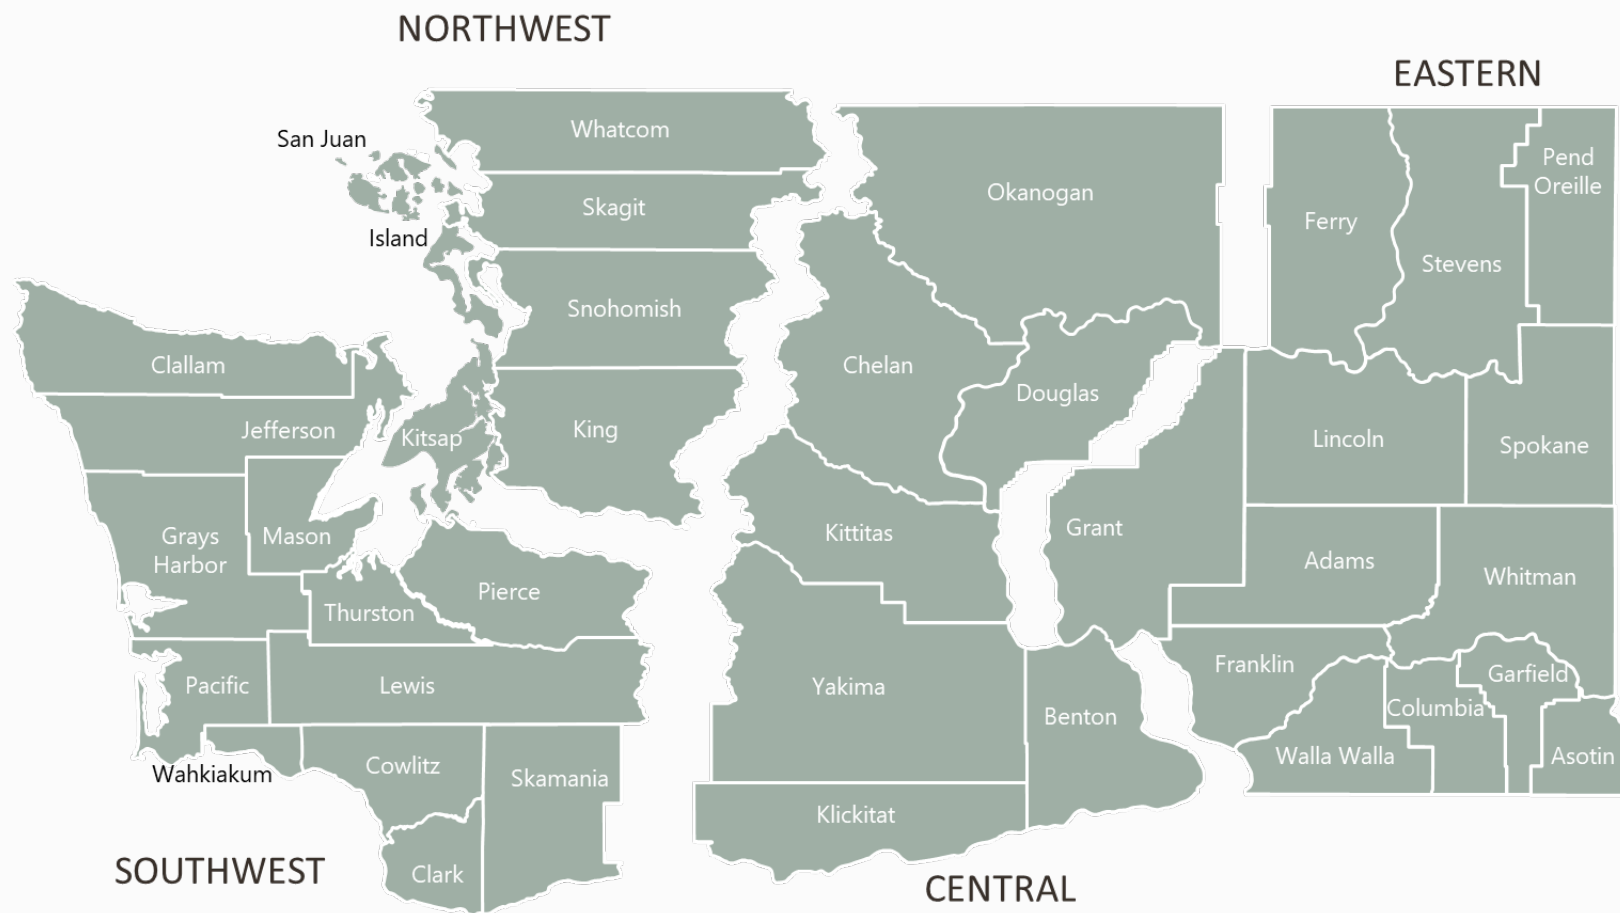 NORTHWEST
EASTERN
San Juan
Whatcom
Pend
Oreille
Okanogan
Skagit
Ferry
Island
Stevens
Snohomish
Clallam
Chelan
Douglas
Jefferson
Kitsap
King
Lincoln
Spokane
Grays
Harbor
Mason
Kittitas
Grant
Adams
Whitman
Pierce
Thurston
Franklin
Garfield
Pacific
Lewis
Yakima
Benton
Columbia
Walla Walla
Asotin
Wahkiakum
Cowlitz
Skamania
Klickitat
Clark
SOUTHWEST
CENTRAL